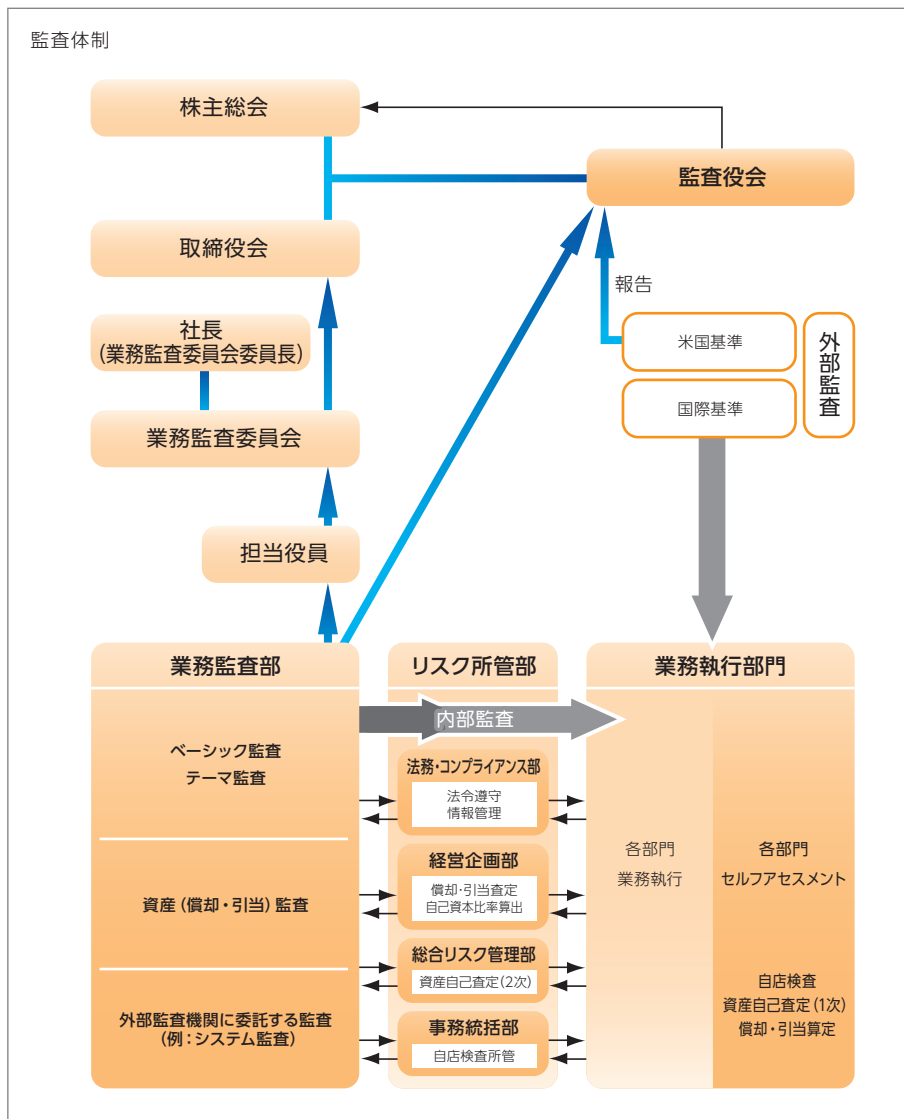 監査体制
株主総会
監査役会
取締役会
報告
社長
(業務監査委員会委員長)
米国基準
外部監査
国際基準
業務監査委員会
担当役員
業務監査部
リスク所管部
業務執行部門
内部監査
ベーシック監査
テーマ監査
法務・コンプライアンス部
法令遵守
情報管理
各部門
業務執行
各部門
セルフアセスメント
経営企画部
償却・引当査定
自己資本比率算出
資産(償却・引当)監査
総合リスク管理部
資産自己査定(2次)
自店検査
資産自己査定(1次)
償却・引当算定
外部監査機関に委託する監査
(例:システム監査)
事務統括部
自店検査所管